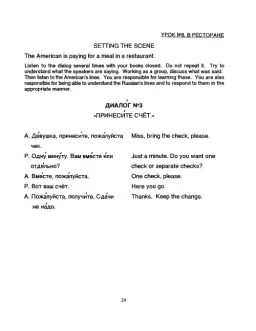 УРОК №8. В РЕСТОРАНЕ
SETTING THE SCENE
The American is paying for a meal in a restaurant.
Listen to the dialog several times with your books closed. Do not repeat it. Try to
understand what the speakers are saying. Working as a group, discuss what was said.
Then listen to the American's lines. You are responsible for learning these. You are also
responsible for being able to understand the Russian's lines and to respond to them in the
appropriate manner.
ДИАЛО́Г №3
«ПРИНЕСИ́ТЕ СЧЁТ.»
А. Де́вушка, принеси́те, пожа́луйста Miss, bring the check, please.
чек.
Р. Одну́ мину́ту. Вам вме́сте и́ли Just a minute. Do you want one
отде́льно? check or separate checks?
А. Вме́сте, пожа́луйста. One check, please.
Р. Вот ваш счёт. Here you go.
А. Пожа́луйста, получи́те. Сда́чи Thanks. Keep the change.
не на́до.
29